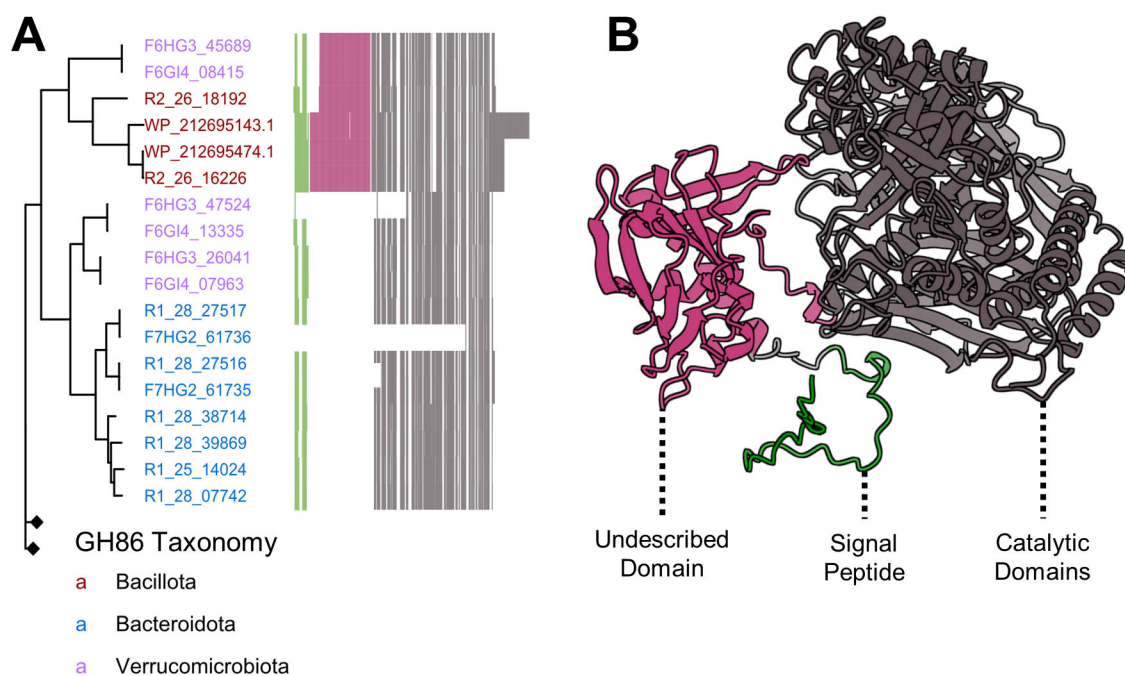 A
F6HG3_45689
F6GI4_08415
R2_26_18192
WP_212695143.1
WP_212695474.1
R2_26_16226
F6HG3_47524
F6GI4_13335
F6HG3_26041
F6GI4_07963
R1_28_27517
F7HG2_61736
R1_28_27516
F7HG2_61735
R1_28_38714
R1_28_39869
R1_25_14024
R1_28_07742
GH86 Taxonomy
a Bacillota
a Bacteroidota
a Verrucomicrobiota
B
Undescribed
Domain
Signal
Peptide
Catalytic
Domains